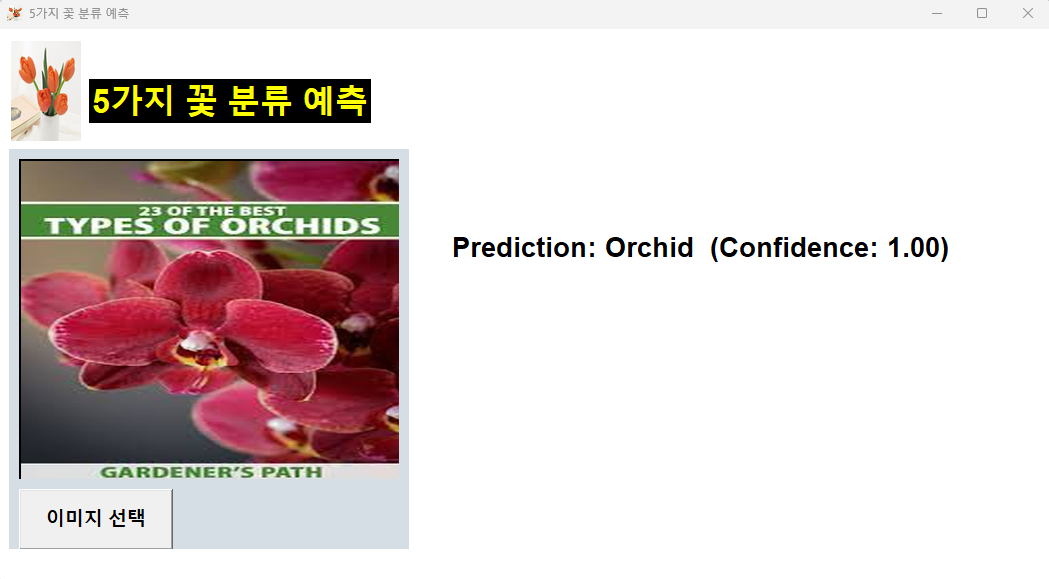 5가지 꽃 분류 예측
5가지 꽃 분류 예측
23 OF THE BEST
TYPES OF ORCHIDS
Prediction: Orchid  (Confidence: 1.00)
GARDENER'S PATH
이미지 선택